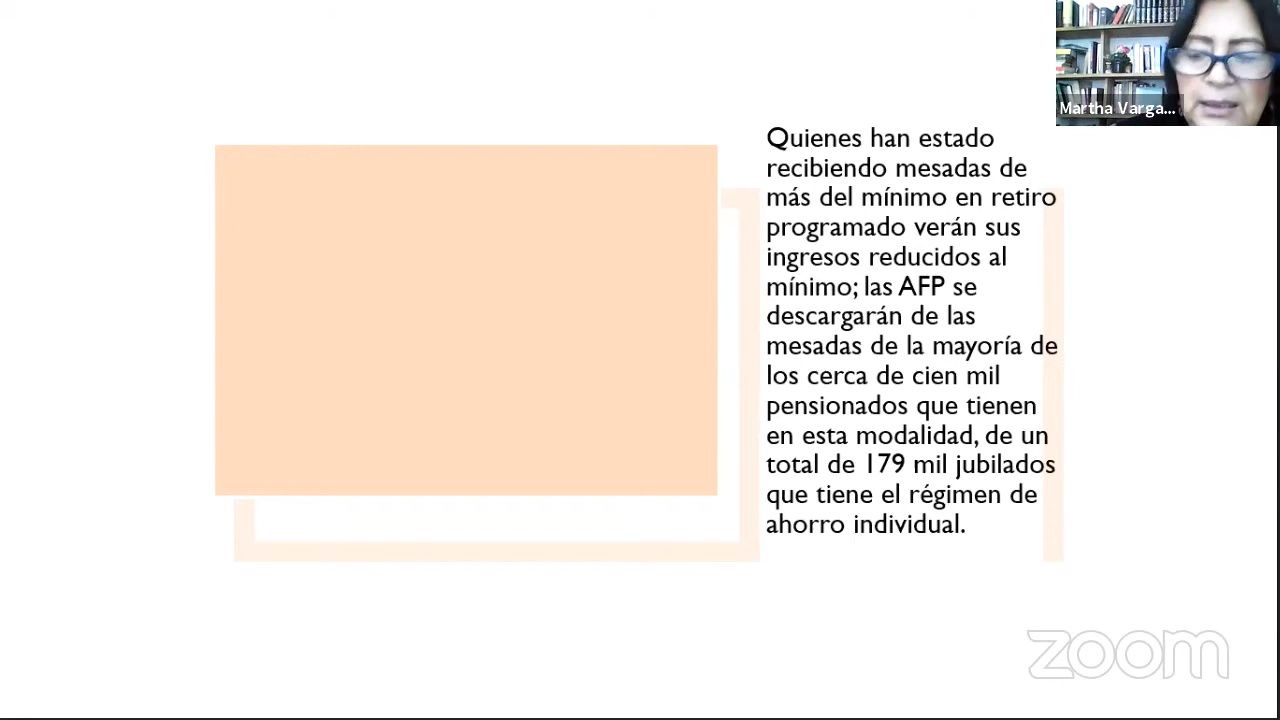 Martha Varga...
Quienes han estado
recibiendo mesadas de
más del mínimo en retiro
programado verán sus
ingresos reducidos al
mínimo; las AFP se
descargarán de las
mesadas de la mayoría de
los cerca de cien mil
pensionados que tienen
en esta modalidad, de un
total de 179 mil jubilados
que tiene el régimen de
ahorro individual.
zoom